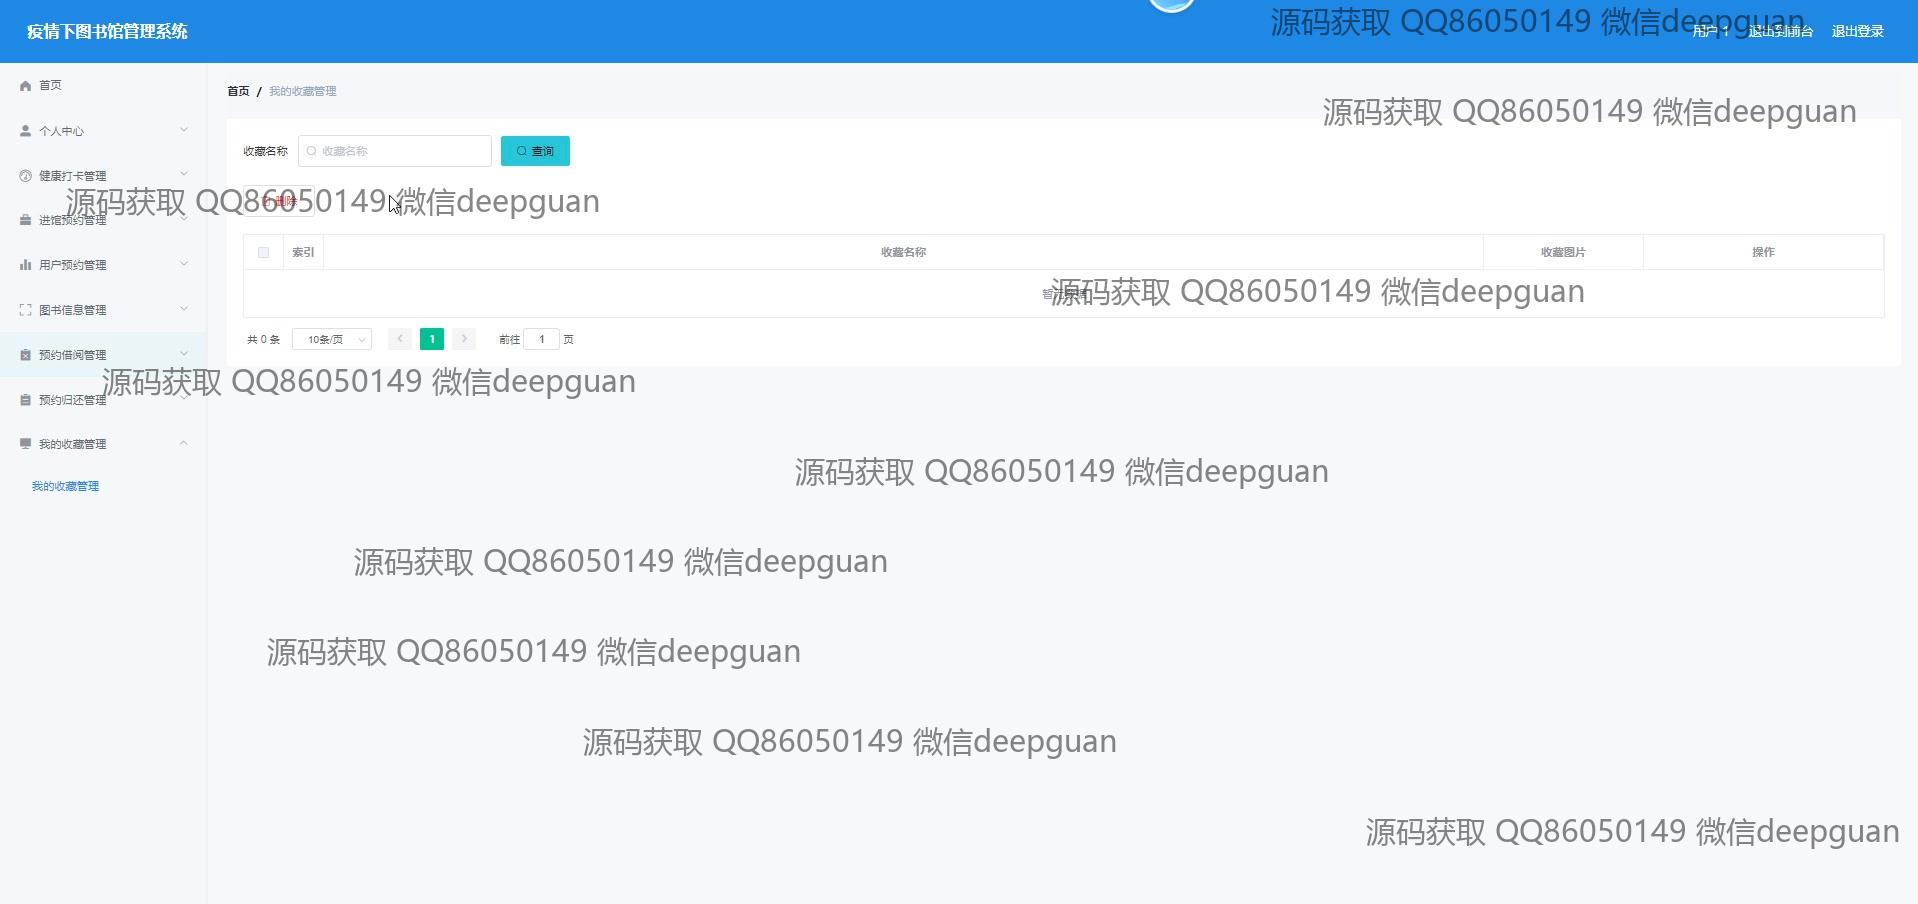 疫情下图书馆管理系统
源码获取 QQ86050149 微信deepguan
用户1 退出到前台 退出登录
首页
个人中心
健康打卡管理
进馆预约管理
用户预约管理
图书信息管理
预约借阅管理
预约归还管理
我的收藏管理
我的收藏管理
首页 / 我的收藏管理
源码获取 QQ86050149 微信deepguan
收藏名称 收藏名称 查询
源码获取 QQ86050149 微信deepguan
删除
索引 收藏名称 收藏图片 操作
暂无数据
源码获取 QQ86050149 微信deepguan
共 0 条 10条/页 1 前往 1 页
源码获取 QQ86050149 微信deepguan
源码获取 QQ86050149 微信deepguan
源码获取 QQ86050149 微信deepguan
源码获取 QQ86050149 微信deepguan
源码获取 QQ86050149 微信deepguan
源码获取 QQ86050149 微信deepguan